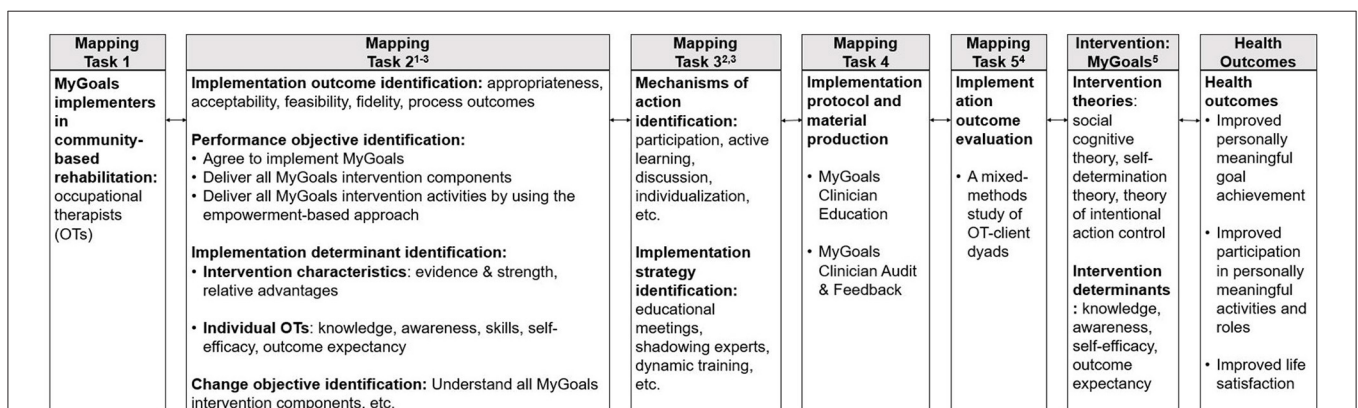 Mapping
Task 1
MyGoals
implementers
in
community-
based
rehabilitation:
occupational
therapists
(OTs)
Mapping
Task 2¹⁻³
Implementation outcome identification: appropriateness,
acceptability, feasibility, fidelity, process outcomes
Performance objective identification:
• Agree to implement MyGoals
• Deliver all MyGoals intervention components
• Deliver all MyGoals intervention activities by using the
empowerment-based approach
Implementation determinant identification:
• Intervention characteristics: evidence & strength,
relative advantages
• Individual OTs: knowledge, awareness, skills, self-
efficacy, outcome expectancy
Change objective identification: Understand all MyGoals
intervention components, etc.
Mapping
Task 3²,³
Mechanisms of
action
identification:
participation, active
learning,
discussion,
individualization,
etc.
Implementation
strategy
identification:
educational
meetings,
shadowing experts,
dynamic training,
etc.
Mapping
Task 4
Implementation
protocol and
material
production
• MyGoals
Clinician
Education
• MyGoals
Clinician Audit
& Feedback
Mapping
Task 5⁴
Implement
ation
outcome
evaluation
• A mixed-
methods
study of
OT-client
dyads
Intervention:
MyGoals⁵
Intervention
theories:
social
cognitive
theory, self-
determination
theory, theory
of intentional
action control
Intervention
determinants
: knowledge,
awareness,
self-efficacy,
outcome
expectancy
Health
Outcomes
Health
outcomes
• Improved
personally
meaningful
goal
achievement
• Improved
participation
in personally
meaningful
activities and
roles
• Improved life
satisfaction